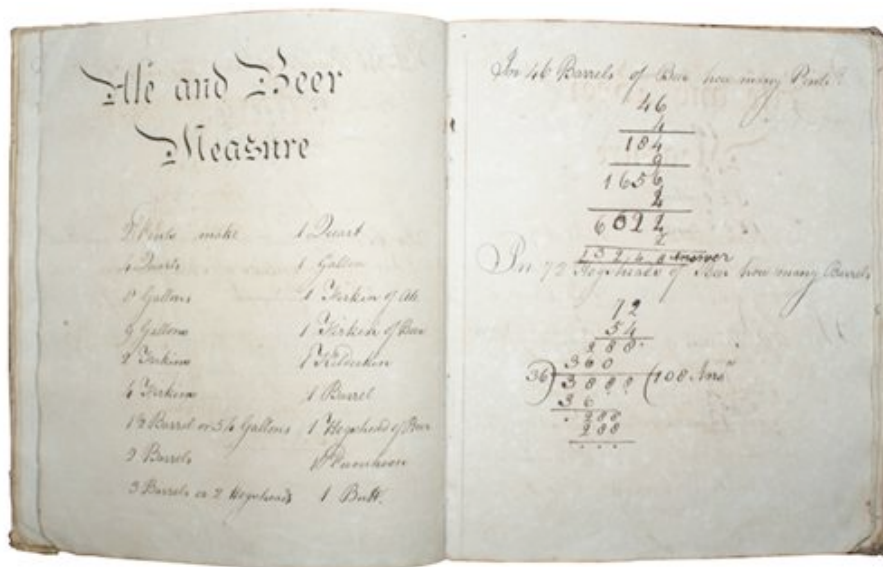 Ale and Beer
Measure
2 Pints make 1 Quart
4 Quarts 1 Gallon
8 Gallons 1 Firkin of Ale
9 Gallons 1 Firkin of Beer
2 Firkins 1 Kilderkin
4 Firkins 1 Barrel
1½ Barrel or 54 Gallons 1 Hogshead of Beer
2 Barrels 1 Puncheon
3 Barrels or 2 Hogsheads 1 Butt.
In 46 Barrels of Beer how many Pints?
46
4
184
9
1656
4
6624
2
13248 Answer
In 72 Hogsheads of Beer how many Barrels
72
54
288
360
36)3888(108 Ans
36
288
288